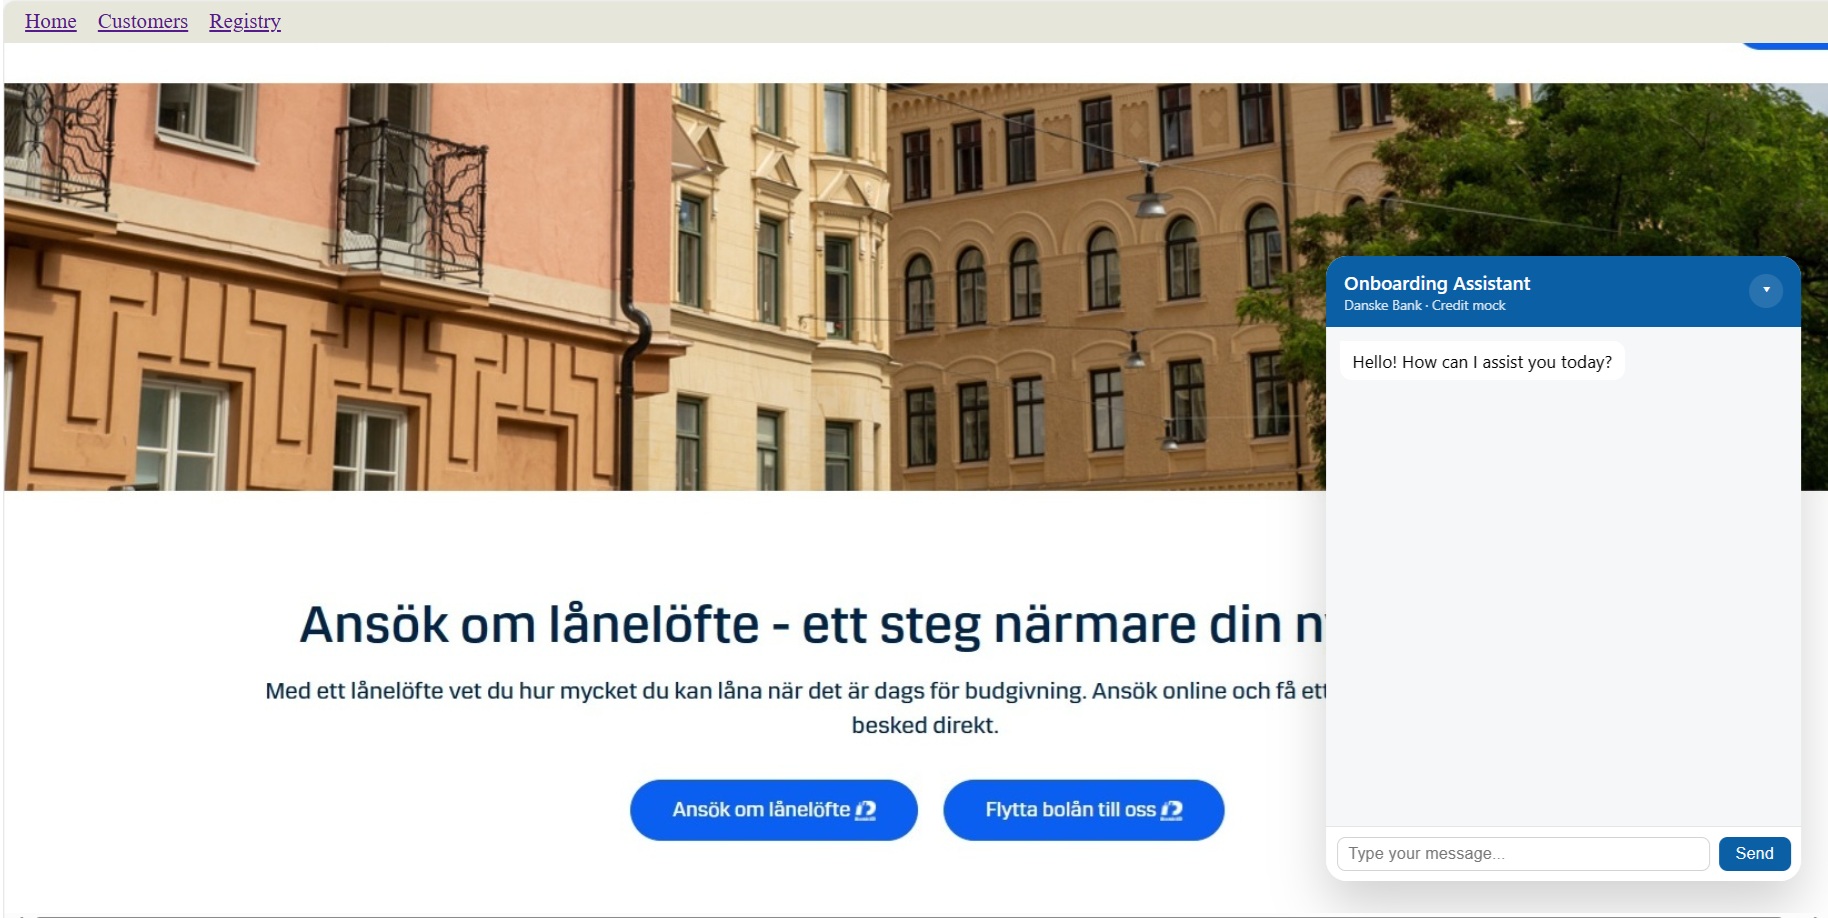 Home Customers Registry
Onboarding Assistant
Danske Bank · Credit mock
Hello! How can I assist you today?
Ansök om lånelöfte - ett steg närmare din
Med ett lånelöfte vet du hur mycket du kan låna när det är dags för budgivning. Ansök online och få ett
besked direkt.
Ansök om lånelöfte Flytta bolån till oss
Type your message... Send